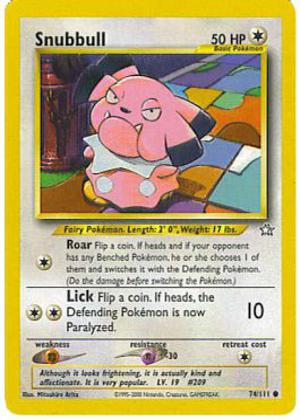 Snubbull
50 HP
Basic Pokémon
Fairy Pokémon. Length: 2' 0", Weight: 17 lbs.
Roar Flip a coin. If heads and if your opponent
has any Benched Pokémon, he or she chooses 1 of
them and switches it with the Defending Pokémon.
(Do the damage before switching the Pokémon.)
Lick Flip a coin. If heads, the
Defending Pokémon is now
Paralyzed.
10
weakness
resistance
retreat cost
-30
Although it looks frightening, it is actually kind and
affectionate. It is very popular. LV. 19 #209
Illus. Mitsuhiro Arita
©1995-2000 Nintendo, Creatures, GAMEFREAK.
74/111